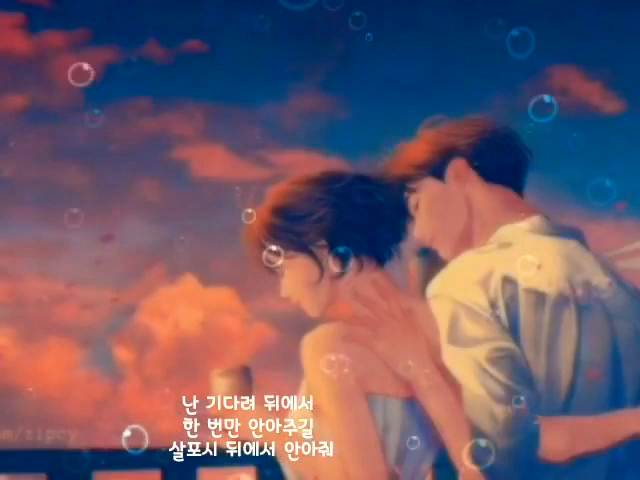 난 기다려 뒤에서
한 번만 안아주길
살포시 뒤에서 안아줘